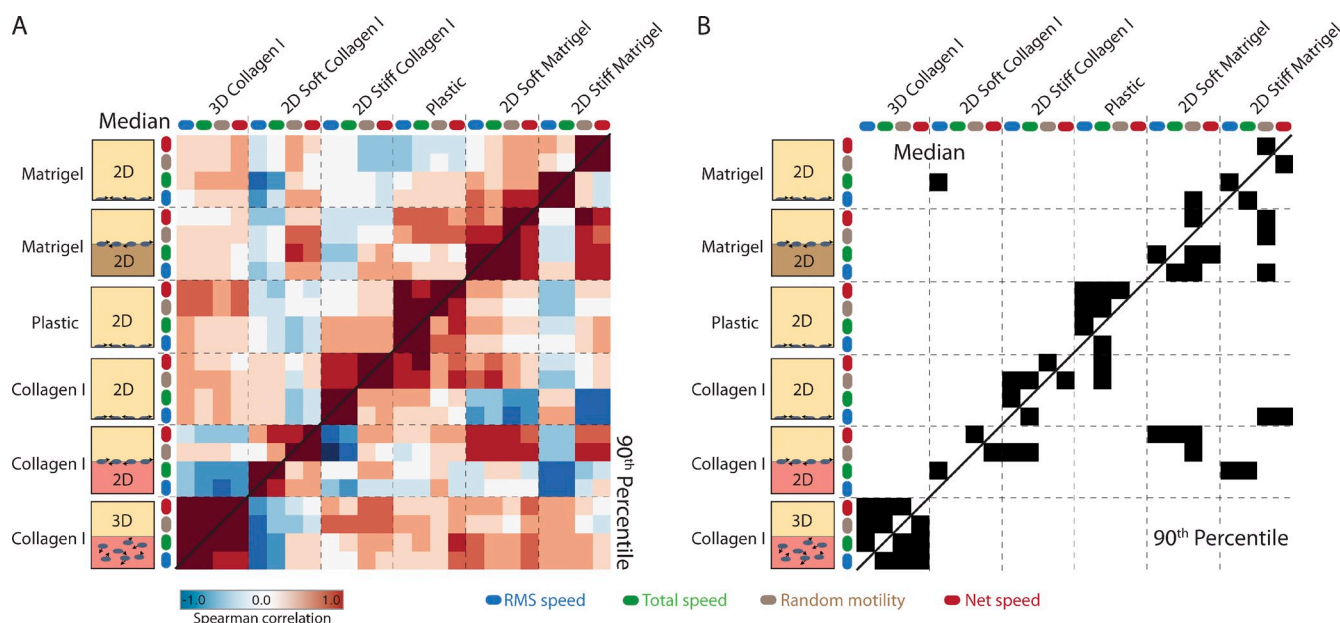 A
B
3D Collagen I
2D Soft Collagen I
2D Stiff Collagen I
Plastic
2D Soft Matrigel
2D Stiff Matrigel
3D Collagen I
2D Soft Collagen I
2D Stiff Collagen I
Plastic
2D Soft Matrigel
2D Stiff Matrigel
Median
Matrigel 2D
Matrigel 2D
Plastic 2D
Collagen I 2D
Collagen I 2D
Collagen I 3D
90th Percentile
Median
Matrigel 2D
Matrigel 2D
Plastic 2D
Collagen I 2D
Collagen I 2D
Collagen I 3D
90th Percentile
-1.0 0.0 1.0
Spearman correlation
RMS speed Total speed Random motility Net speed